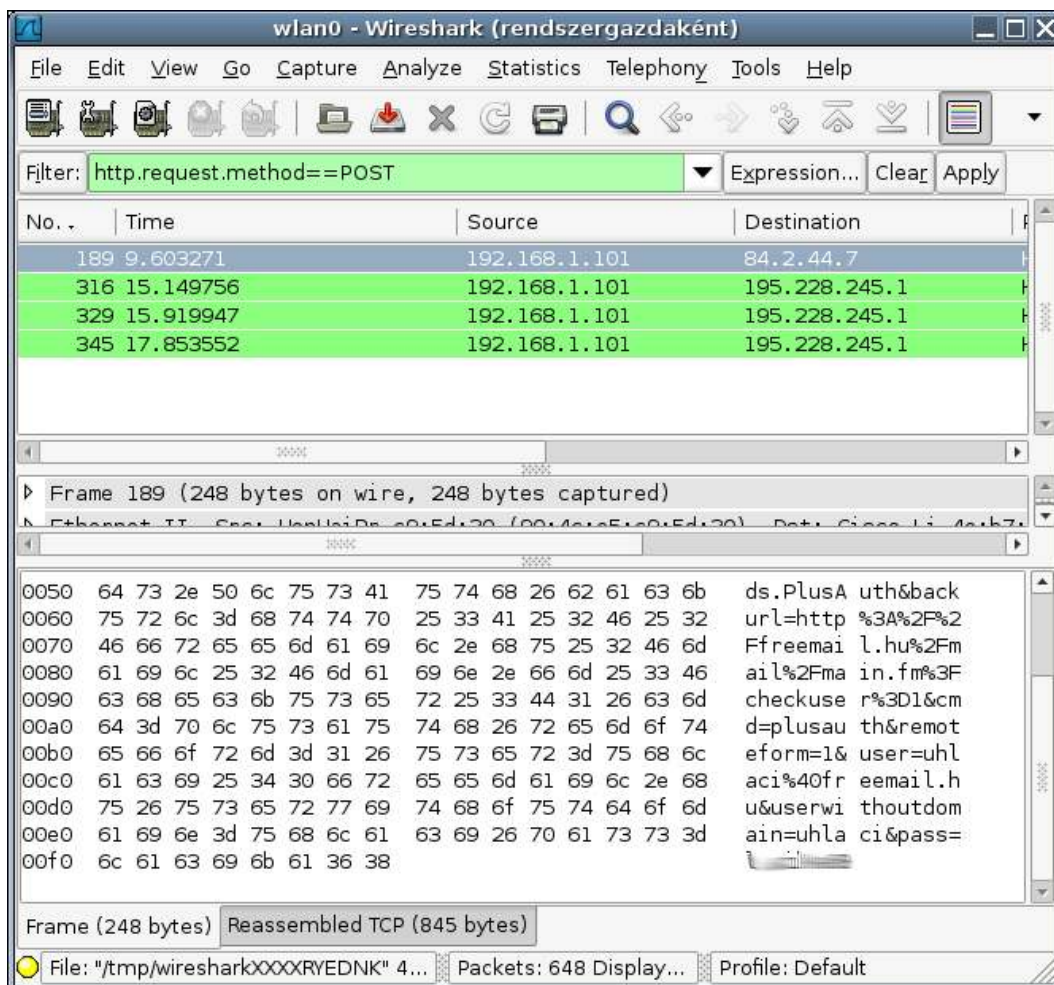 wlan0 - Wireshark (rendszergazdaként)
File Edit View Go Capture Analyze Statistics Telephony Tools Help
Filter: http.request.method==POST Expression... Clear Apply
No. . Time Source Destination
189 9.603271 192.168.1.101 84.2.44.7
316 15.149756 192.168.1.101 195.228.245.1
329 15.919947 192.168.1.101 195.228.245.1
345 17.853552 192.168.1.101 195.228.245.1
Frame 189 (248 bytes on wire, 248 bytes captured)
0050 64 73 2e 50 6c 75 73 41 75 74 68 26 62 61 63 6b ds.PlusA uth&back
0060 75 72 6c 3d 68 74 74 70 25 33 41 25 32 46 25 32 url=http %3A%2F%2
0070 46 66 72 65 65 6d 61 69 6c 2e 68 75 25 32 46 6d Ffreemai l.hu%2Fm
0080 61 69 6c 25 32 46 6d 61 69 6e 2e 66 6d 25 33 46 ail%2Fma in.fm%3F
0090 63 68 65 63 6b 75 73 65 72 25 33 44 31 26 63 6d checkuse r%3D1&cm
00a0 64 3d 70 6c 75 73 61 75 74 68 26 72 65 6d 6f 74 d=plusau th&remot
00b0 65 66 6f 72 6d 3d 31 26 75 73 65 72 3d 75 68 6c eform=1& user=uhl
00c0 61 63 69 25 34 30 66 72 65 65 6d 61 69 6c 2e 68 aci%40fr eemail.h
00d0 75 26 75 73 65 72 77 69 74 68 6f 75 74 64 6f 6d u&userwi thoutdom
00e0 61 69 6e 3d 75 68 6c 61 63 69 26 70 61 73 73 3d ain=uhla ci&pass=
00f0 6c 61 63 69 6b 61 36 38
Frame (248 bytes) Reassembled TCP (845 bytes)
File: "/tmp/wiresharkXXXXRYEDNK" 4... Packets: 648 Display... Profile: Default